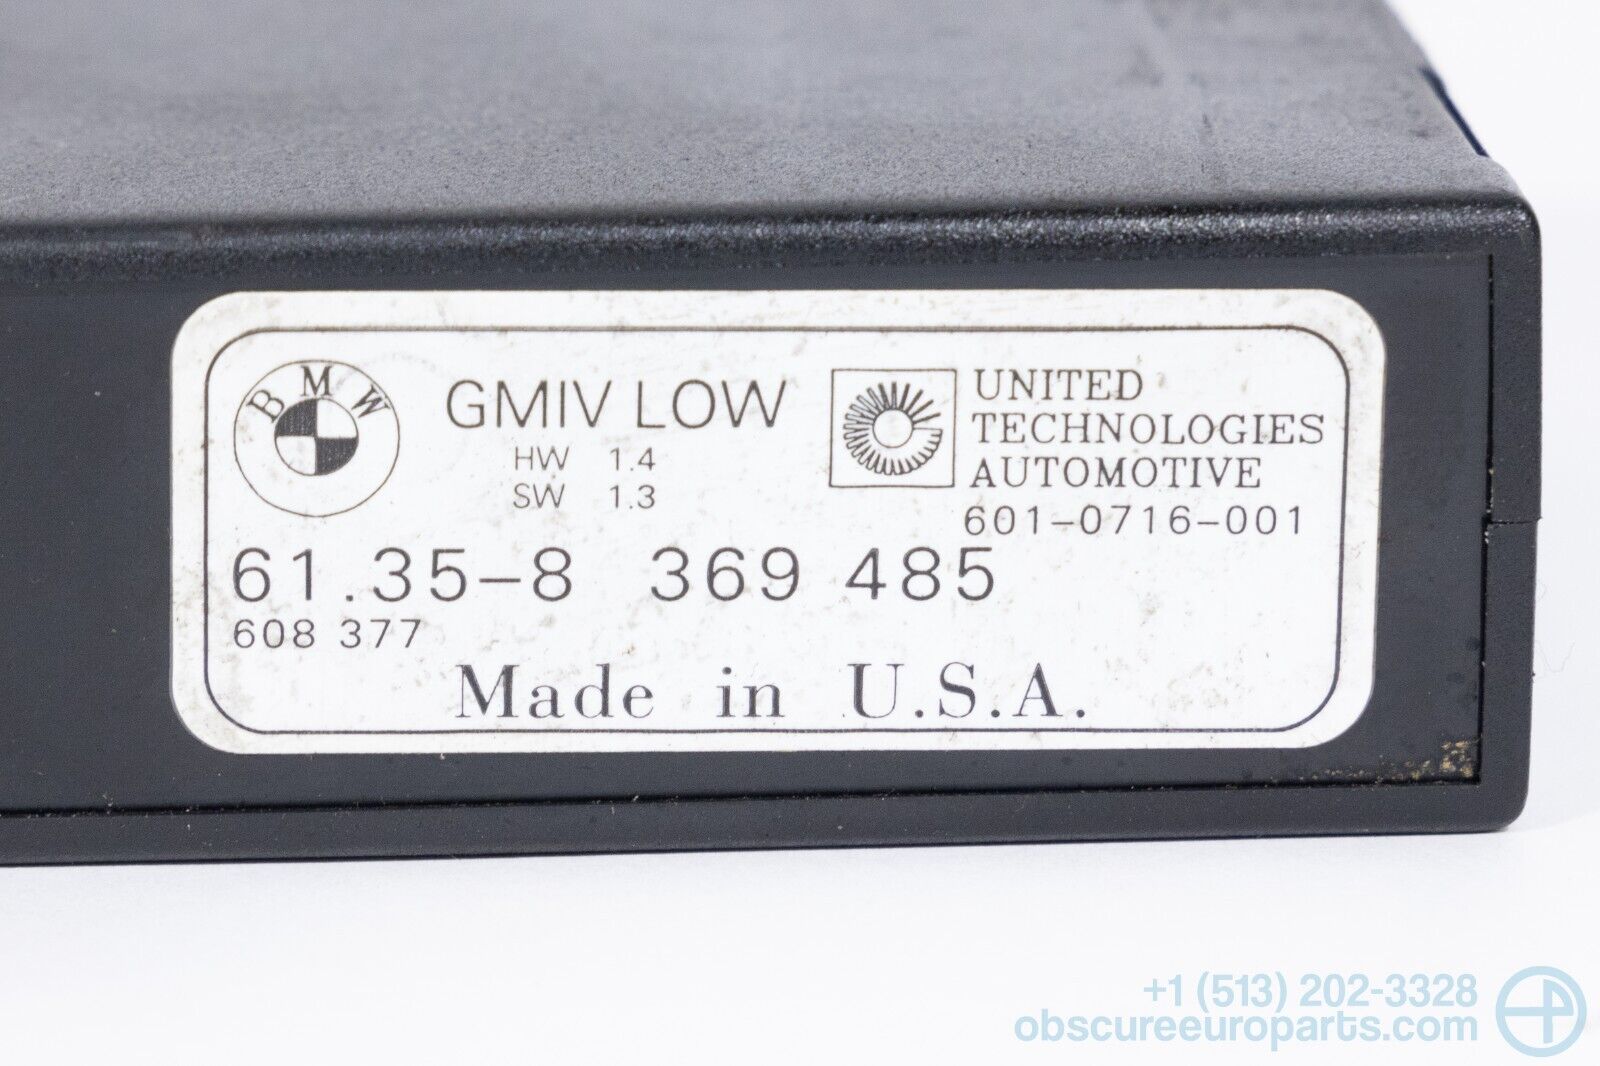 BMW
GMIV LOW
HW 1.4
SW 1.3
UNITED
TECHNOLOGIES
AUTOMOTIVE
601-0716-001
61.35-8 369 485
608 377
Made in U.S.A.
+1 (513) 202-3328
obscureeuroparts.com